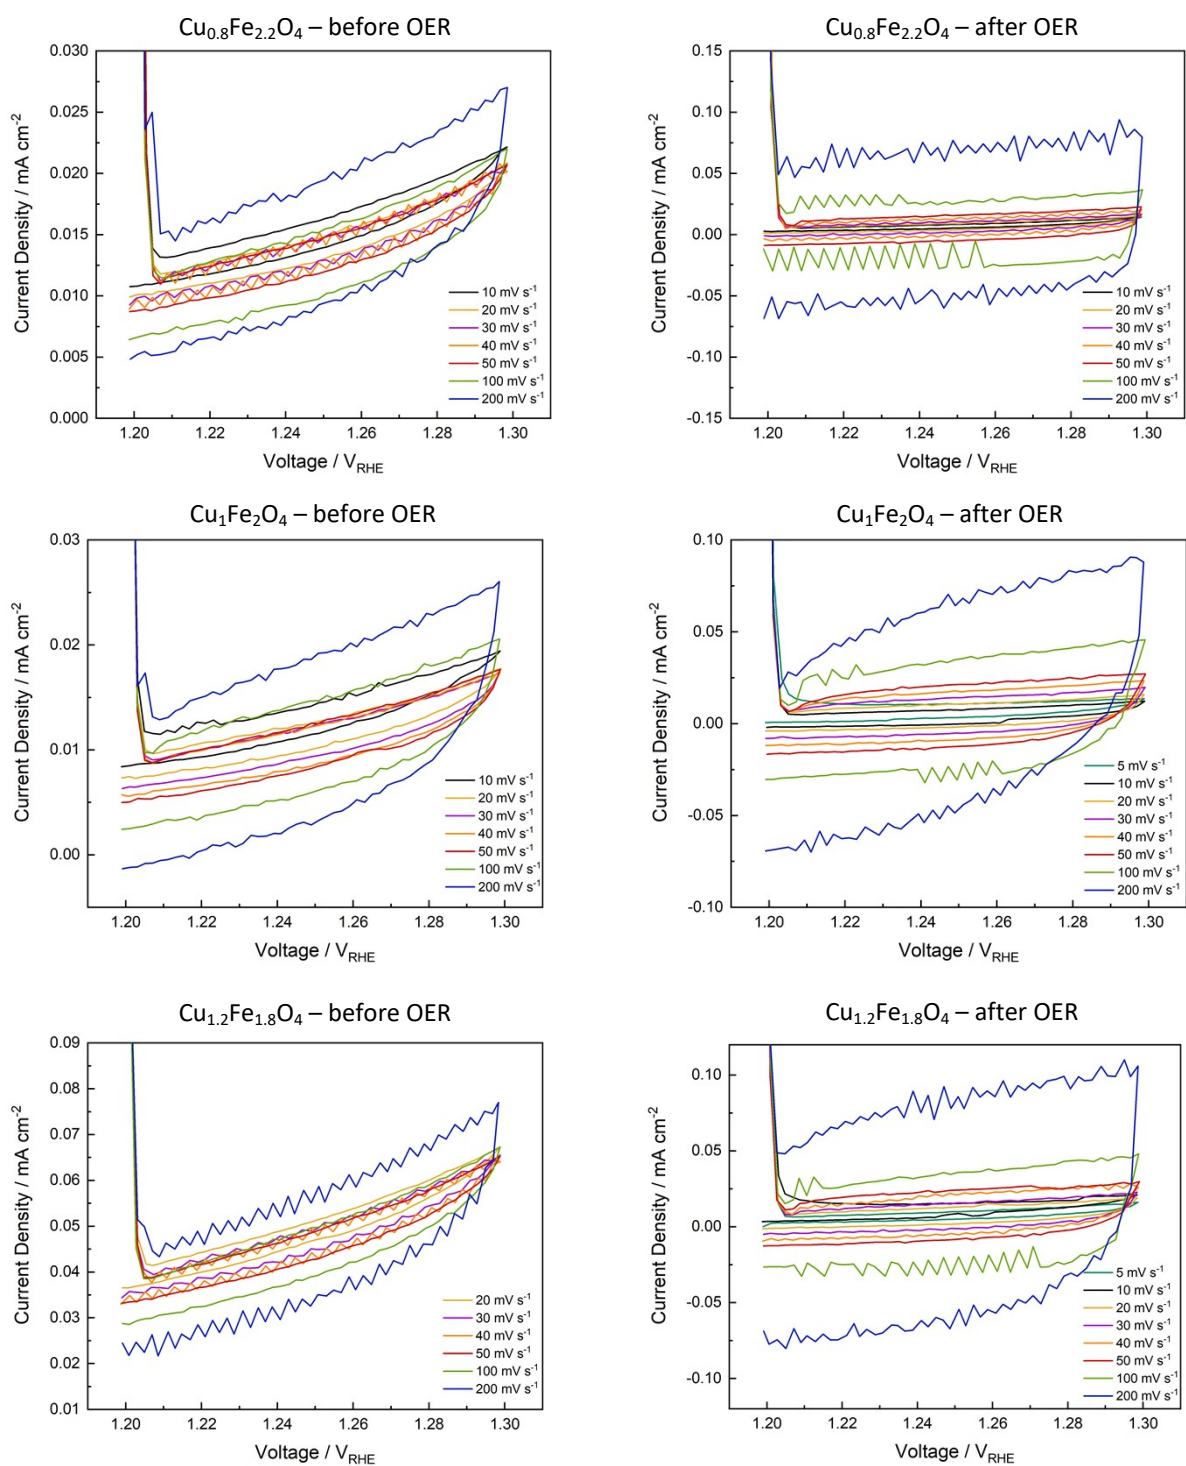 Cu₀.₈Fe₂.₂O₄ – before OER
0.030
0.025
0.020
0.015
0.010
0.005
0.000
Current Density / mA cm⁻²
10 mV s⁻¹
20 mV s⁻¹
30 mV s⁻¹
40 mV s⁻¹
50 mV s⁻¹
100 mV s⁻¹
200 mV s⁻¹
1.20 1.22 1.24 1.26 1.28 1.30
Voltage / V_RHE
Cu₀.₈Fe₂.₂O₄ – after OER
0.15
0.10
0.05
0.00
-0.05
-0.10
-0.15
Current Density / mA cm⁻²
10 mV s⁻¹
20 mV s⁻¹
30 mV s⁻¹
40 mV s⁻¹
50 mV s⁻¹
100 mV s⁻¹
200 mV s⁻¹
1.20 1.22 1.24 1.26 1.28 1.30
Voltage / V_RHE
Cu₁Fe₂O₄ – before OER
0.03
0.02
0.01
0.00
Current Density / mA cm⁻²
10 mV s⁻¹
20 mV s⁻¹
30 mV s⁻¹
40 mV s⁻¹
50 mV s⁻¹
100 mV s⁻¹
200 mV s⁻¹
1.20 1.22 1.24 1.26 1.28 1.30
Voltage / V_RHE
Cu₁Fe₂O₄ – after OER
0.10
0.05
0.00
-0.05
-0.10
Current Density / mA cm⁻²
5 mV s⁻¹
10 mV s⁻¹
20 mV s⁻¹
30 mV s⁻¹
40 mV s⁻¹
50 mV s⁻¹
100 mV s⁻¹
200 mV s⁻¹
1.20 1.22 1.24 1.26 1.28 1.30
Voltage / V_RHE
Cu₁.₂Fe₁.₈O₄ – before OER
0.09
0.08
0.07
0.06
0.05
0.04
0.03
0.02
0.01
Current Density / mA cm⁻²
20 mV s⁻¹
30 mV s⁻¹
40 mV s⁻¹
50 mV s⁻¹
100 mV s⁻¹
200 mV s⁻¹
1.20 1.22 1.24 1.26 1.28 1.30
Voltage / V_RHE
Cu₁.₂Fe₁.₈O₄ – after OER
0.10
0.05
0.00
-0.05
-0.10
Current Density / mA cm⁻²
5 mV s⁻¹
10 mV s⁻¹
20 mV s⁻¹
30 mV s⁻¹
40 mV s⁻¹
50 mV s⁻¹
100 mV s⁻¹
200 mV s⁻¹
1.20 1.22 1.24 1.26 1.28 1.30
Voltage / V_RHE